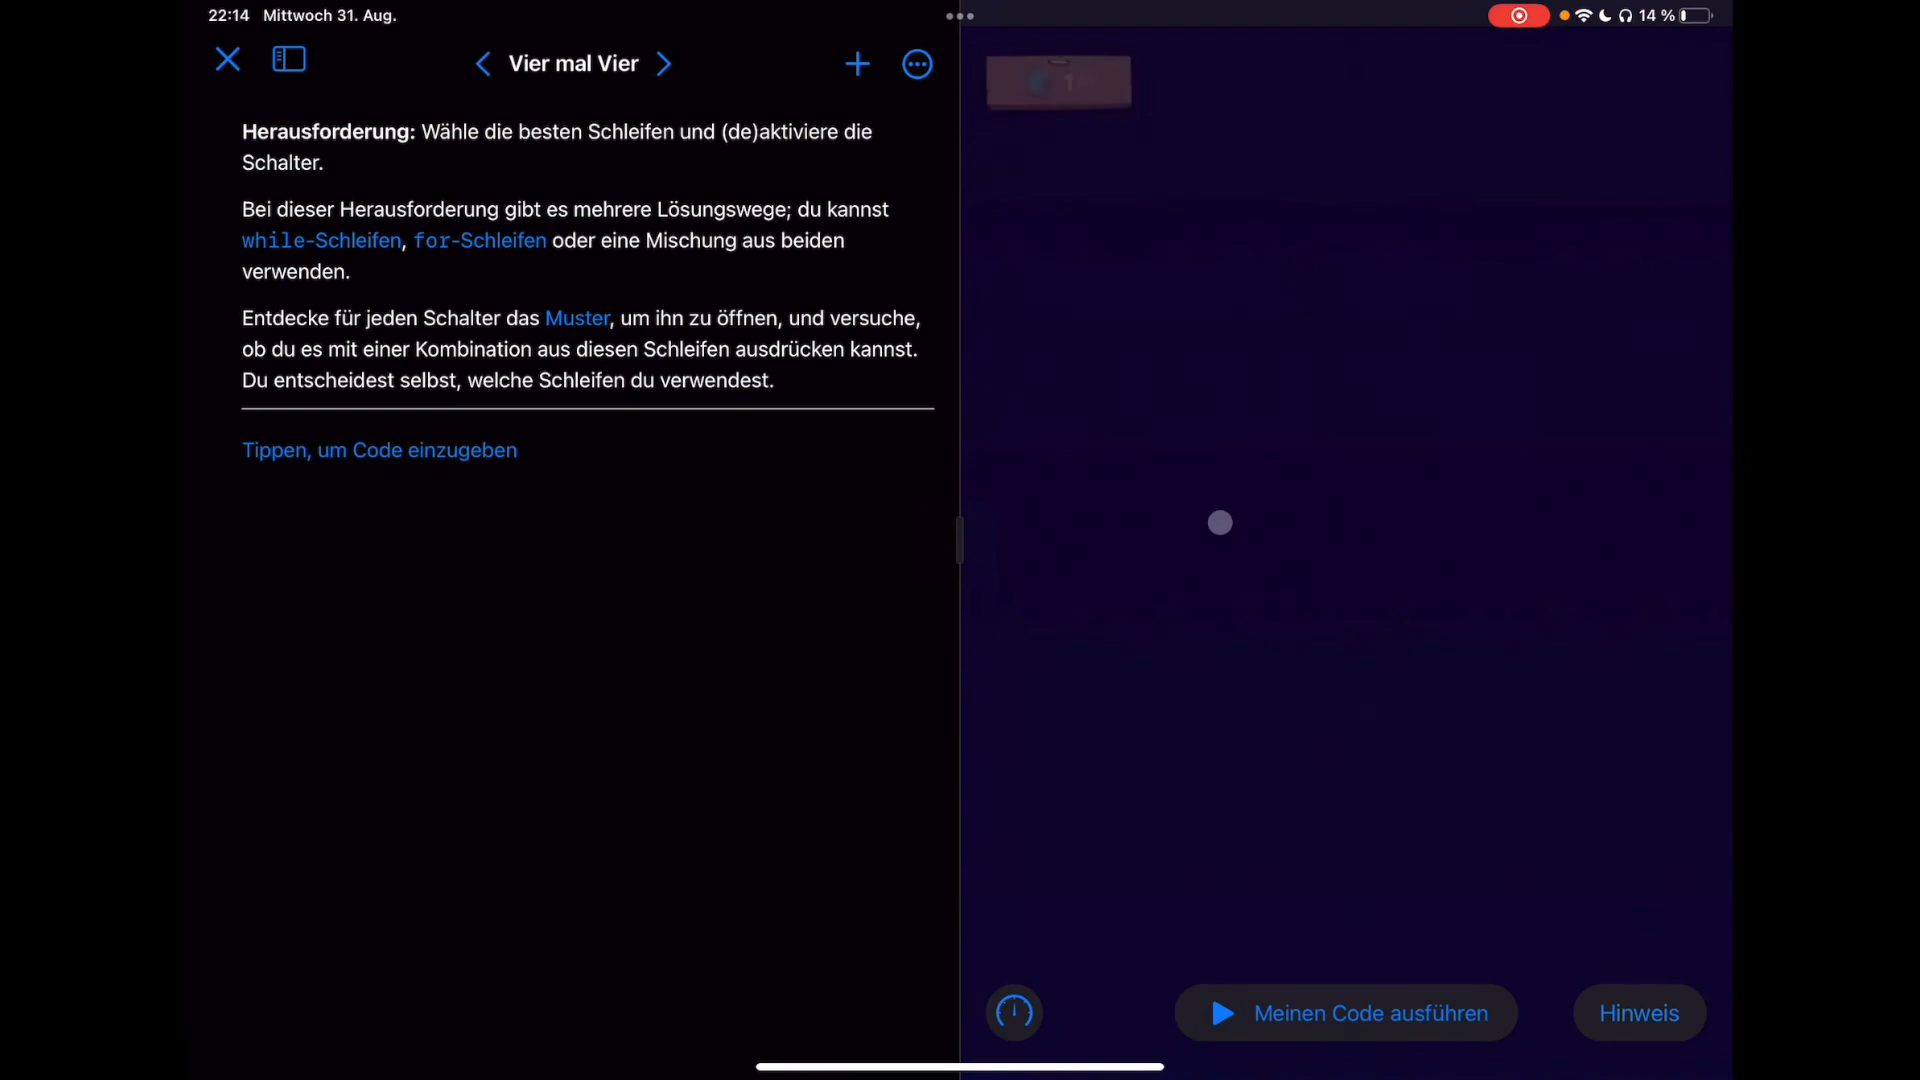 22:14 Mittwoch 31. Aug.
14 %
Vier mal Vier
Herausforderung: Wähle die besten Schleifen und (de)aktiviere die
Schalter.
Bei dieser Herausforderung gibt es mehrere Lösungswege; du kannst
while-Schleifen, for-Schleifen oder eine Mischung aus beiden
verwenden.
Entdecke für jeden Schalter das Muster, um ihn zu öffnen, und versuche,
ob du es mit einer Kombination aus diesen Schleifen ausdrücken kannst.
Du entscheidest selbst, welche Schleifen du verwendest.
Tippen, um Code einzugeben
Meinen Code ausführen
Hinweis